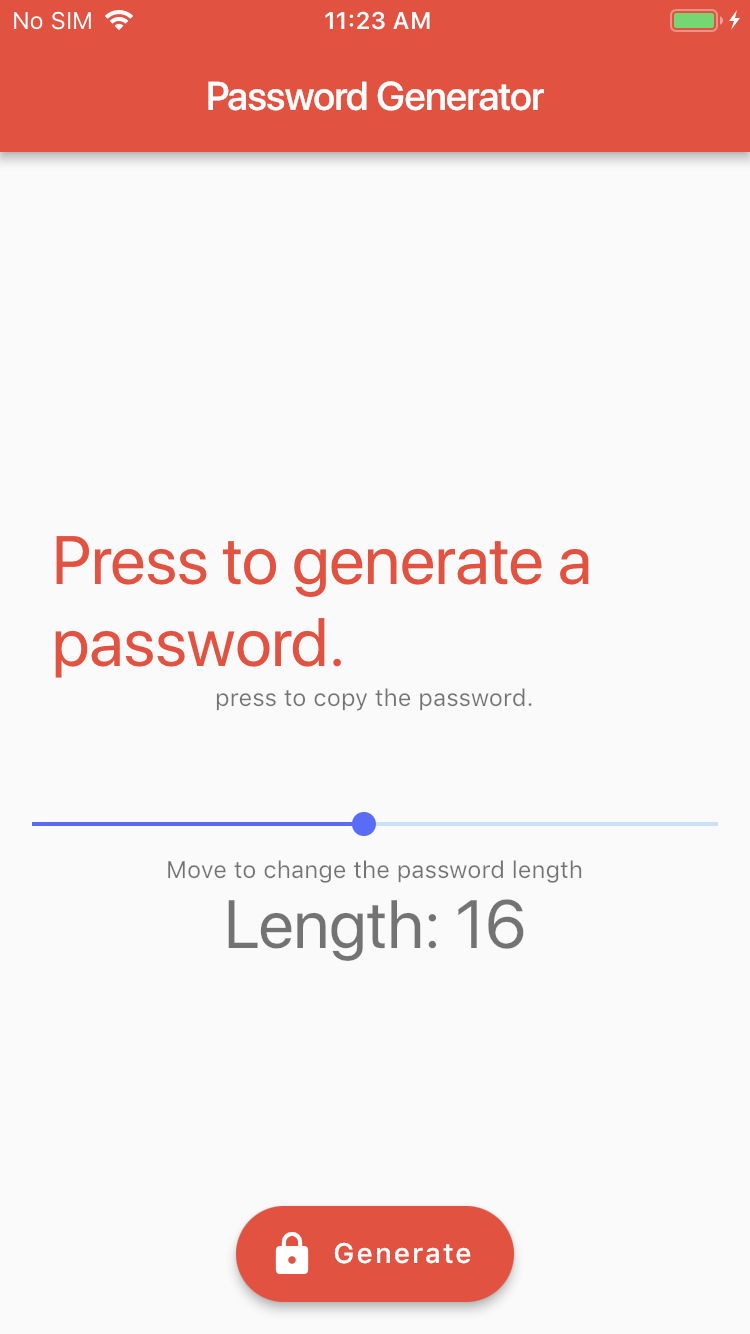 No SIM 11:23 AM
Password Generator
Press to generate a
password.
press to copy the password.
Move to change the password length
Length: 16
Generate